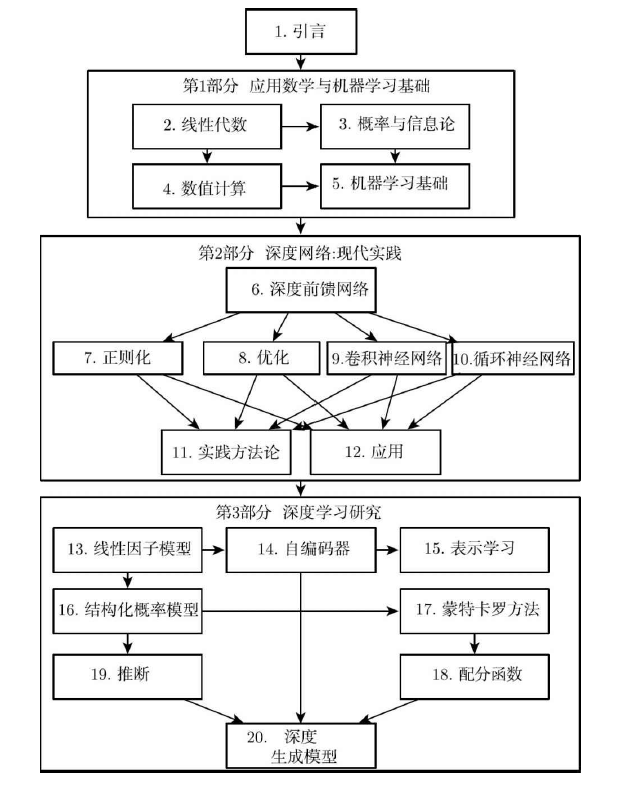 1. 引言
第1部分 应用数学与机器学习基础
2. 线性代数
3. 概率与信息论
4. 数值计算
5. 机器学习基础
第2部分 深度网络:现代实践
6. 深度前馈网络
7. 正则化
8. 优化
9.卷积神经网络
10.循环神经网络
11. 实践方法论
12. 应用
第3部分 深度学习研究
13. 线性因子模型
14. 自编码器
15. 表示学习
16. 结构化概率模型
17. 蒙特卡罗方法
19. 推断
18. 配分函数
20. 深度
生成模型